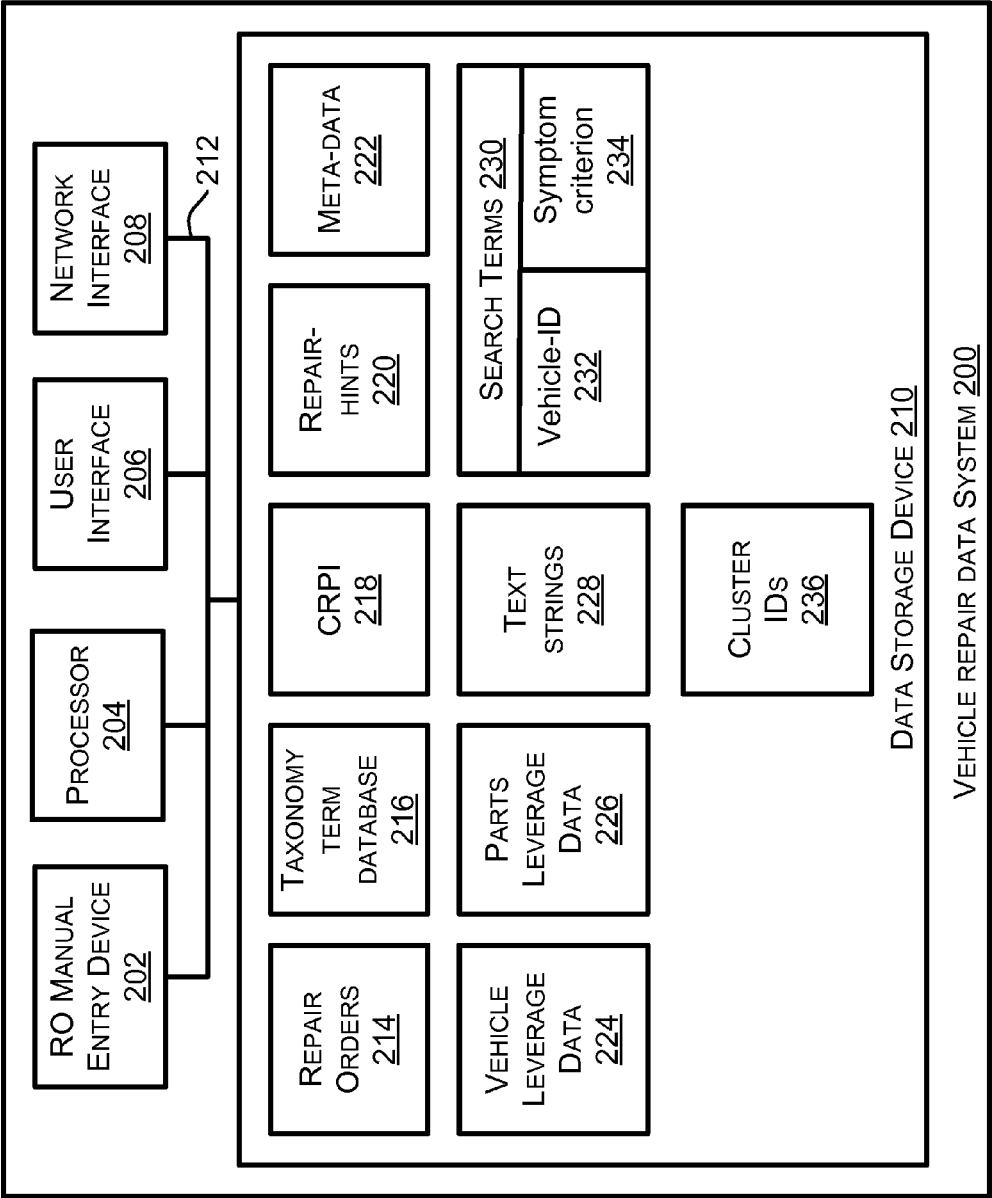 RO MANUAL
ENTRY DEVICE
202
PROCESSOR
204
USER
INTERFACE
206
NETWORK
INTERFACE
208
212
REPAIR
ORDERS
214
TAXONOMY
TERM
DATABASE
216
CRPI
218
REPAIR-
HINTS
220
META-DATA
222
VEHICLE
LEVERAGE
DATA
224
PARTS
LEVERAGE
DATA
226
TEXT
STRINGS
228
SEARCH TERMS 230
Vehicle-ID
232
Symptom
criterion
234
CLUSTER
IDS
236
DATA STORAGE DEVICE 210
VEHICLE REPAIR DATA SYSTEM 200